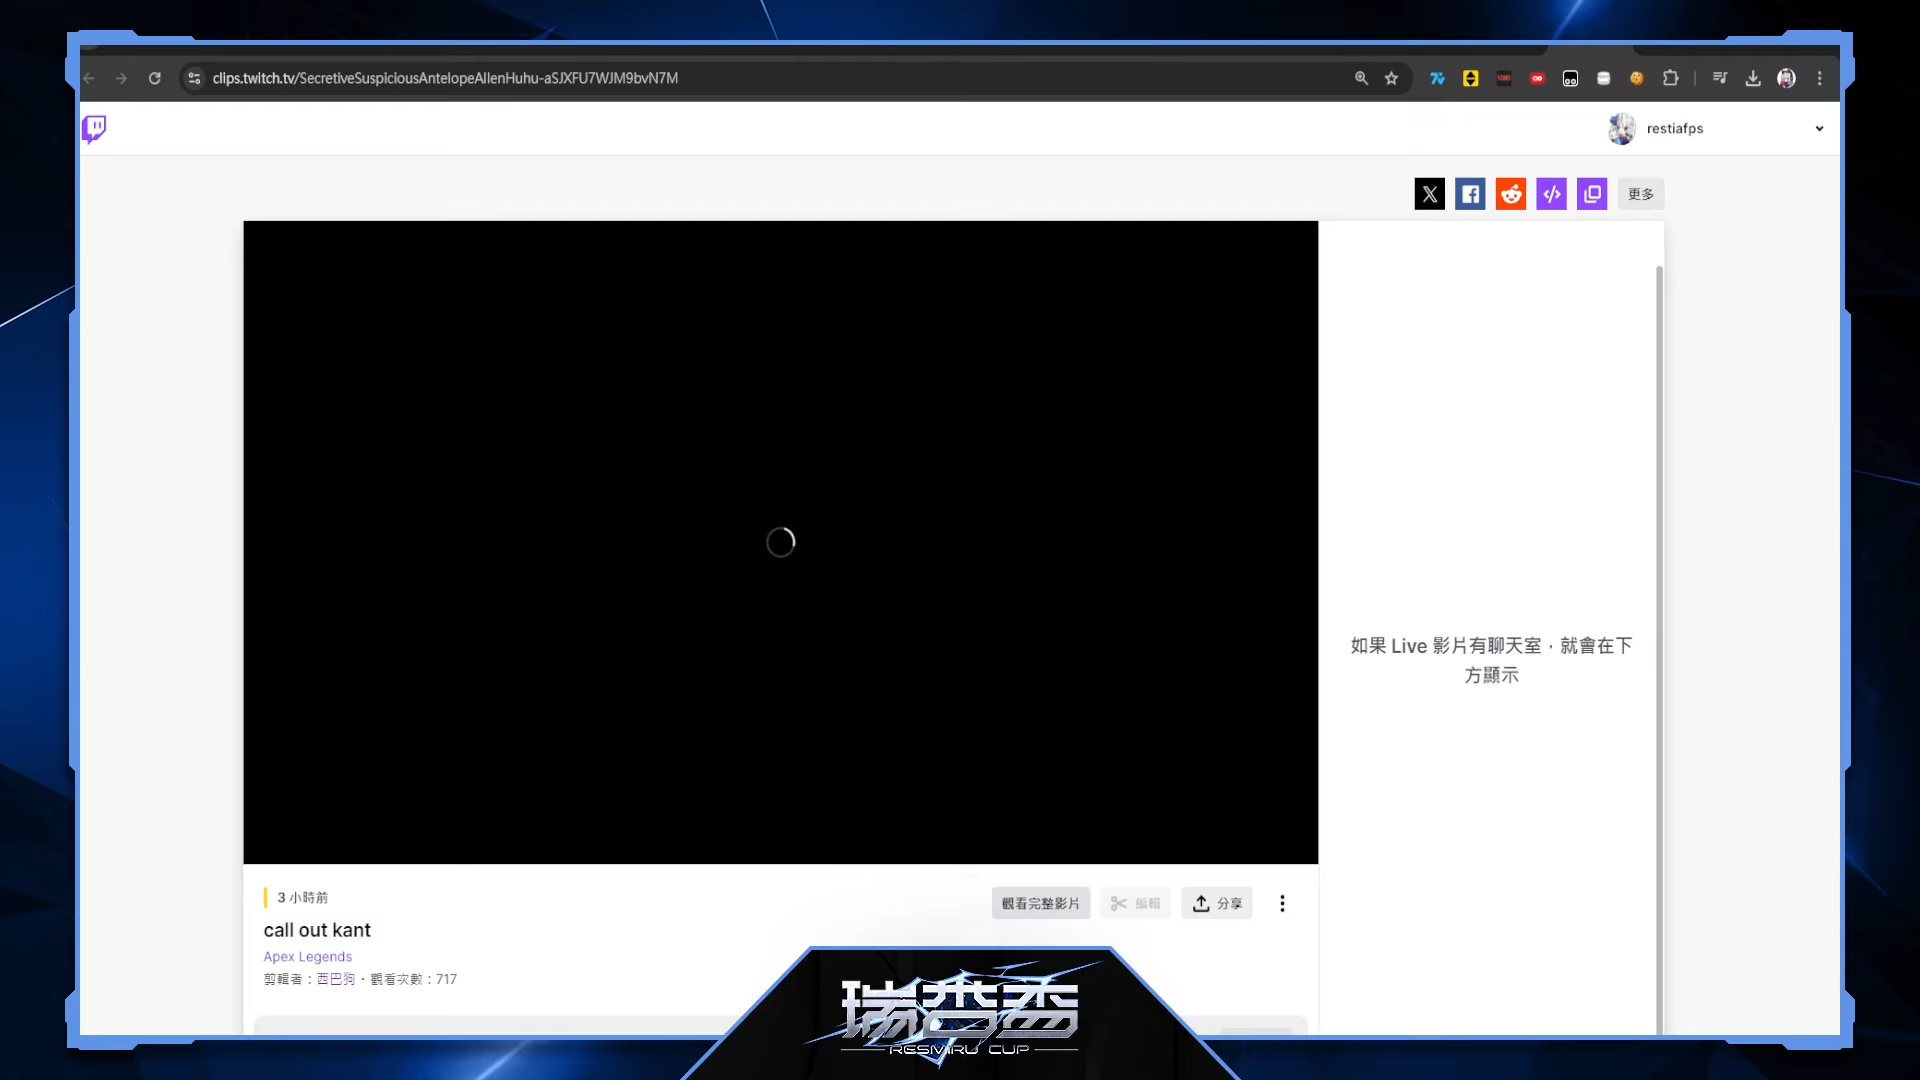 clips.twitch.tv/SecretiveSuspiciousAntelopeAllenHuhu-aSJXFU7WJM9bvN7M
restiafps
更多
如果 Live 影片有聊天室，就會在下
方顯示
3 小時前
觀看完整影片
編輯
分享
call out kant
Apex Legends
剪輯者：西巴狗・觀看次數：717
瑞杏盃
RESMIRU CUP